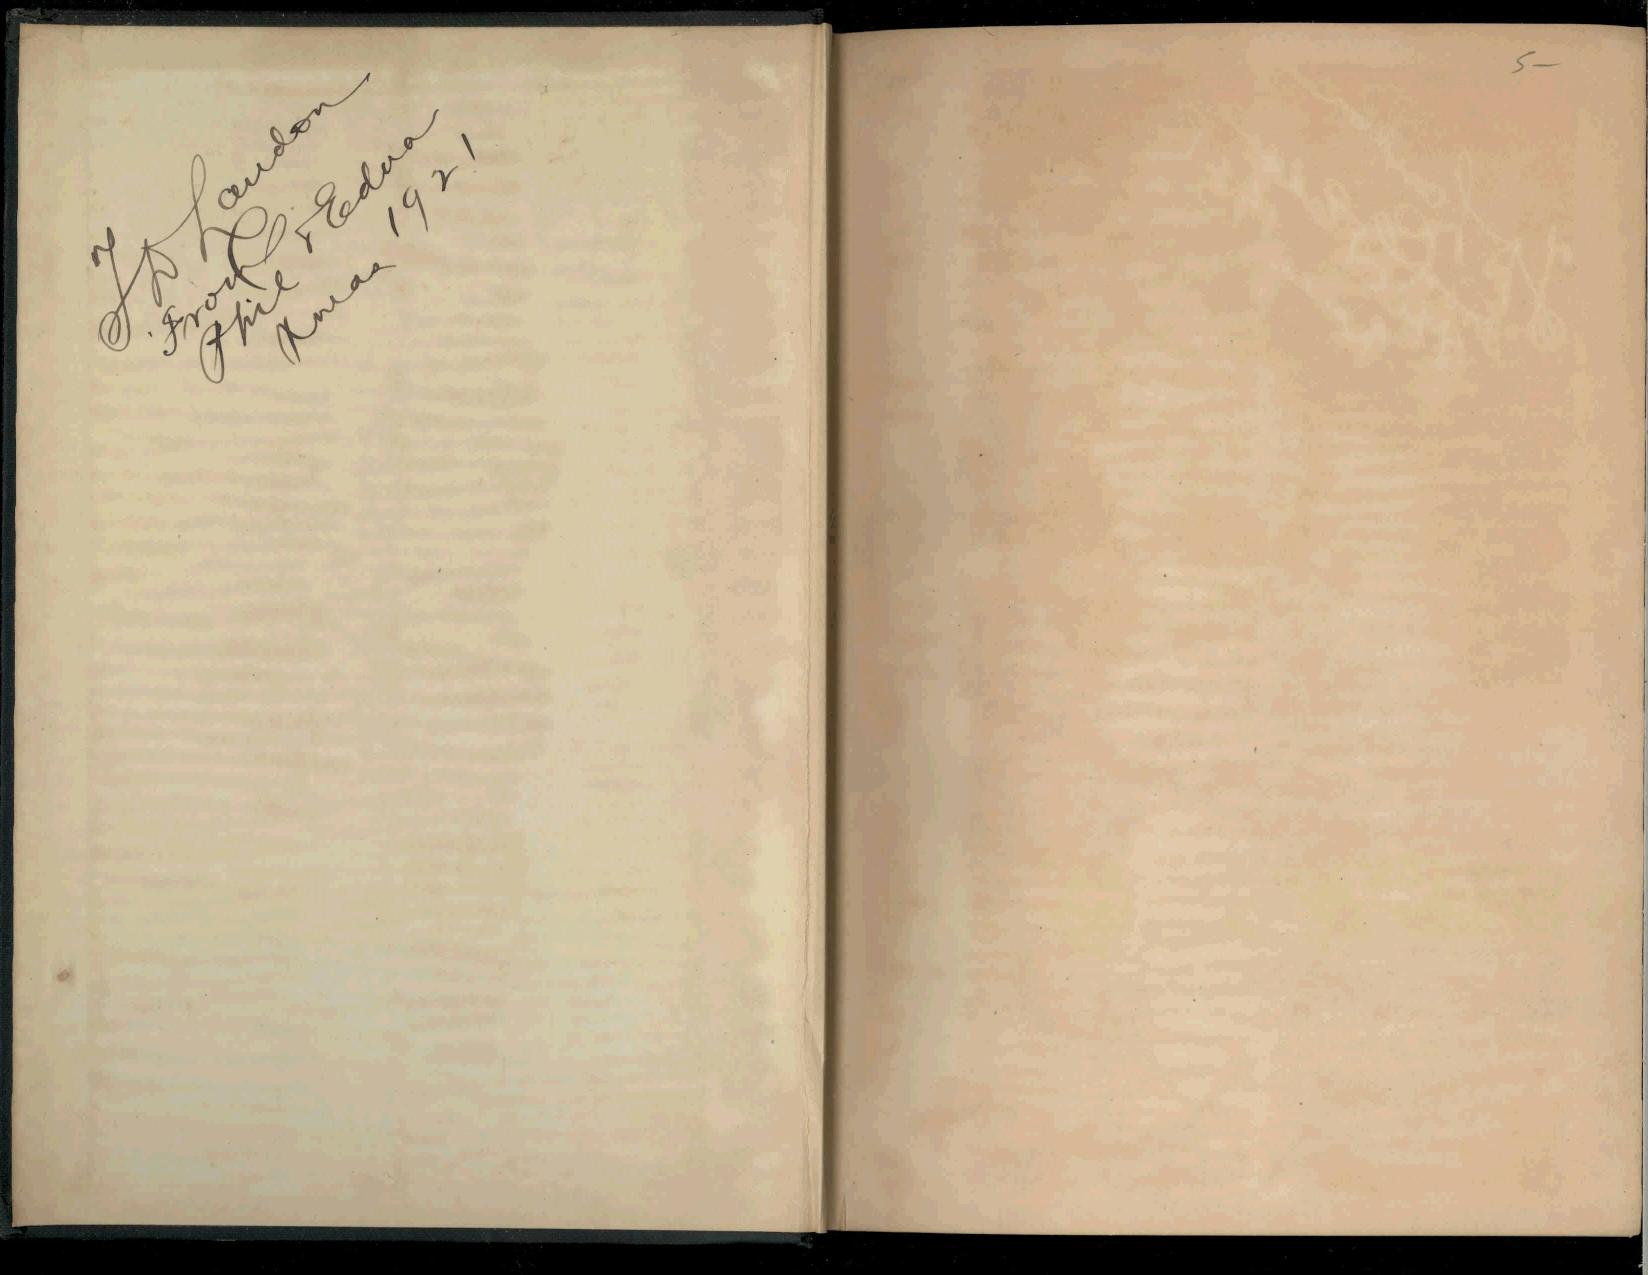 F D Landon
From
Phil & Edna
Xmas 1921
5—